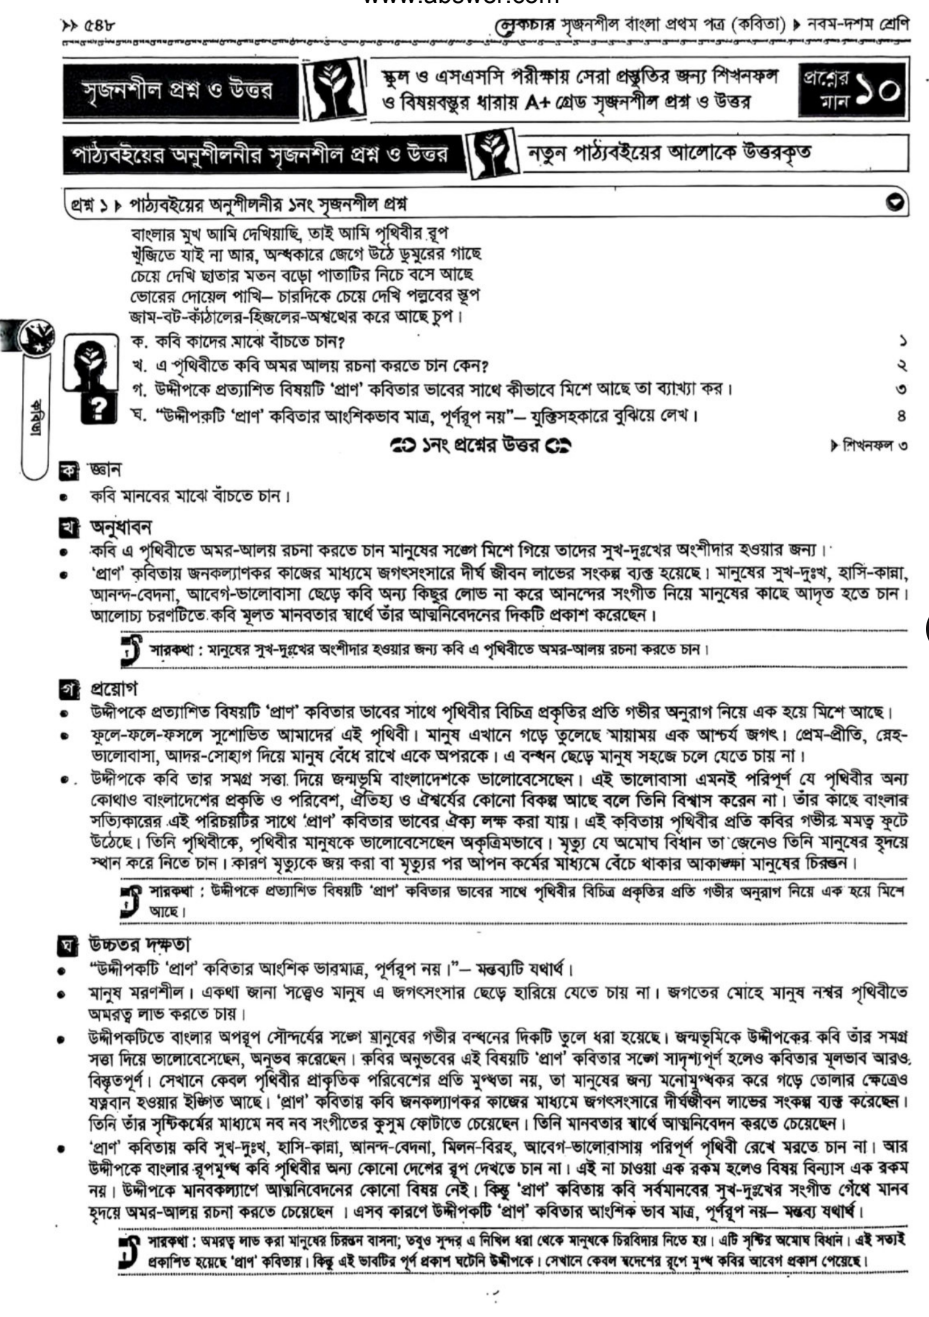 www.abswer.com
>> ৫৪৮
লেকচার সৃজনশীল বাংলা প্রথম পত্র (কবিতা) ▶ নবম-দশম শ্রেণি
সৃজনশীল প্রশ্ন ও উত্তর
স্কুল ও এসএসসি পরীক্ষায় সেরা প্রস্তুতির জন্য শিখনফল
ও বিষয়বস্তুর ধারায় A+ গ্রেড সৃজনশীল প্রশ্ন ও উত্তর
প্রশ্নের
মান ১০
পাঠ্যবইয়ের অনুশীলনীর সৃজনশীল প্রশ্ন ও উত্তর
নতুন পাঠ্যবইয়ের আলোকে উত্তরকৃত
প্রশ্ন ১ ▶ পাঠ্যবইয়ের অনুশীলনীর ১নং সৃজনশীল প্রশ্ন
বাংলার মুখ আমি দেখিয়াছি, তাই আমি পৃথিবীর রূপ
খুঁজিতে যাই না আর, অন্ধকারে জেগে উঠে ডুমুরের গাছে
চেয়ে দেখি ছাতার মতন বড়ো পাতাটির নিচে বসে আছে
ভোরের দোয়েল পাখি– চারদিকে চেয়ে দেখি পল্লবের স্তূপ
জাম-বট-কাঁঠালের-হিজলের-অশ্বত্থের করে আছে চুপ।
ক. কবি কাদের মাঝে বাঁচতে চান? ১
খ. এ পৃথিবীতে কবি অমর আলয় রচনা করতে চান কেন? ২
গ. উদ্দীপকে প্রত্যাশিত বিষয়টি ‘প্রাণ’ কবিতার ভাবের সাথে কীভাবে মিশে আছে তা ব্যাখ্যা কর। ৩
ঘ. “উদ্দীপকটি ‘প্রাণ’ কবিতার আংশিকভাব মাত্র, পূর্ণরূপ নয়”– যুক্তিসহকারে বুঝিয়ে লেখ। ৪
কবিতা
১নং প্রশ্নের উত্তর
▶ শিখনফল ৩
ক জ্ঞান
● কবি মানবের মাঝে বাঁচতে চান।
খ অনুধাবন
● কবি এ পৃথিবীতে অমর-আলয় রচনা করতে চান মানুষের সঙ্গে মিশে গিয়ে তাদের সুখ-দুঃখের অংশীদার হওয়ার জন্য।
● ‘প্রাণ’ কবিতায় জনকল্যাণকর কাজের মাধ্যমে জগৎসংসারে দীর্ঘ জীবন লাভের সংকল্প ব্যক্ত হয়েছে। মানুষের সুখ-দুঃখ, হাসি-কান্না,
আনন্দ-বেদনা, আবেগ-ভালোবাসা ছেড়ে কবি অন্য কিছুর লোভ না করে আনন্দের সংগীত নিয়ে মানুষের কাছে আদৃত হতে চান।
আলোচ্য চরণটিতে কবি মূলত মানবতার স্বার্থে তাঁর আত্মনিবেদনের দিকটি প্রকাশ করেছেন।
সারকথা : মানুষের সুখ-দুঃখের অংশীদার হওয়ার জন্য কবি এ পৃথিবীতে অমর-আলয় রচনা করতে চান।
গ প্রয়োগ
● উদ্দীপকে প্রত্যাশিত বিষয়টি ‘প্রাণ’ কবিতার ভাবের সাথে পৃথিবীর বিচিত্র প্রকৃতির প্রতি গভীর অনুরাগ নিয়ে এক হয়ে মিশে আছে।
● ফুলে-ফলে-ফসলে সুশোভিত আমাদের এই পৃথিবী। মানুষ এখানে গড়ে তুলেছে মায়াময় এক আশ্চর্য জগৎ। প্রেম-প্রীতি, স্নেহ-
ভালোবাসা, আদর-সোহাগ দিয়ে মানুষ বেঁধে রাখে একে অপরকে। এ বন্ধন ছেড়ে মানুষ সহজে চলে যেতে চায় না।
● উদ্দীপকে কবি তার সমগ্র সত্তা দিয়ে জন্মভূমি বাংলাদেশকে ভালোবেসেছেন। এই ভালোবাসা এমনই পরিপূর্ণ যে পৃথিবীর অন্য
কোথাও বাংলাদেশের প্রকৃতি ও পরিবেশ, ঐতিহ্য ও ঐশ্বর্যের কোনো বিকল্প আছে বলে তিনি বিশ্বাস করেন না। তাঁর কাছে বাংলার
সত্যিকারের এই পরিচয়টির সাথে ‘প্রাণ’ কবিতার ভাবের ঐক্য লক্ষ করা যায়। এই কবিতায় পৃথিবীর প্রতি কবির গভীর মমত্ব ফুটে
উঠেছে। তিনি পৃথিবীকে, পৃথিবীর মানুষকে ভালোবেসেছেন অকৃত্রিমভাবে। মৃত্যু যে অমোঘ বিধান তা জেনেও তিনি মানুষের হৃদয়ে
স্থান করে নিতে চান। কারণ মৃত্যুকে জয় করা বা মৃত্যুর পর আপন কর্মের মাধ্যমে বেঁচে থাকার আকাঙ্ক্ষা মানুষের চিরন্তন।
সারকথা : উদ্দীপকে প্রত্যাশিত বিষয়টি ‘প্রাণ’ কবিতার ভাবের সাথে পৃথিবীর বিচিত্র প্রকৃতির প্রতি গভীর অনুরাগ নিয়ে এক হয়ে মিশে
আছে।
ঘ উচ্চতর দক্ষতা
● “উদ্দীপকটি ‘প্রাণ’ কবিতার আংশিক ভাবমাত্র, পূর্ণরূপ নয়।”– মন্তব্যটি যথার্থ।
● মানুষ মরণশীল। একথা জানা সত্ত্বেও মানুষ এ জগৎসংসার ছেড়ে হারিয়ে যেতে চায় না। জগতের মোহে মানুষ নশ্বর পৃথিবীতে
অমরত্ব লাভ করতে চায়।
● উদ্দীপকটিতে বাংলার অপরূপ সৌন্দর্যের সঙ্গে মানুষের গভীর বন্ধনের দিকটি তুলে ধরা হয়েছে। জন্মভূমিকে উদ্দীপকের কবি তাঁর সমগ্র
সত্তা দিয়ে ভালোবেসেছেন, অনুভব করেছেন। কবির অনুভবের এই বিষয়টি ‘প্রাণ’ কবিতার সঙ্গে সাদৃশ্যপূর্ণ হলেও কবিতার মূলভাব আরও
বিস্তৃতপূর্ণ। সেখানে কেবল পৃথিবীর প্রাকৃতিক পরিবেশের প্রতি মুগ্ধতা নয়, তা মানুষের জন্য মনোমুগ্ধকর করে গড়ে তোলার ক্ষেত্রেও
যত্নবান হওয়ার ইঙ্গিত আছে। ‘প্রাণ’ কবিতায় কবি জনকল্যাণকর কাজের মাধ্যমে জগৎসংসারে দীর্ঘজীবন লাভের সংকল্প ব্যক্ত করেছেন।
তিনি তাঁর সৃষ্টিকর্মের মাধ্যমে নব নব সংগীতের কুসুম ফোটাতে চেয়েছেন। তিনি মানবতার স্বার্থে আত্মনিবেদন করতে চেয়েছেন।
● ‘প্রাণ’ কবিতায় কবি সুখ-দুঃখ, হাসি-কান্না, আনন্দ-বেদনা, মিলন-বিরহ, আবেগ-ভালোবাসায় পরিপূর্ণ পৃথিবী রেখে মরতে চান না। আর
উদ্দীপকে বাংলার রূপমুগ্ধ কবি পৃথিবীর অন্য কোনো দেশের রূপ দেখতে চান না। এই না চাওয়া এক রকম হলেও বিষয় বিন্যাস এক রকম
নয়। উদ্দীপকে মানবকল্যাণে আত্মনিবেদনের কোনো বিষয় নেই। কিন্তু ‘প্রাণ’ কবিতায় কবি সর্বমানবের সুখ-দুঃখের সংগীত গেঁথে মানব
হৃদয়ে অমর-আলয় রচনা করতে চেয়েছেন । এসব কারণে উদ্দীপকটি ‘প্রাণ’ কবিতার আংশিক ভাব মাত্র, পূর্ণরূপ নয়– মন্তব্য যথার্থ।
সারকথা : অমরত্ব লাভ করা মানুষের চিরন্তন বাসনা; তবুও সুন্দর এ নিখিল ধরা থেকে মানুষকে চিরবিদায় নিতে হয়। এটি সৃষ্টির অমোঘ বিধান। এই সত্যই
প্রকাশিত হয়েছে ‘প্রাণ’ কবিতায়। কিন্তু এই ভাবটির পূর্ণ প্রকাশ ঘটেনি উদ্দীপকে। সেখানে কেবল স্বদেশের রূপে মুগ্ধ কবির আবেগ প্রকাশ পেয়েছে।